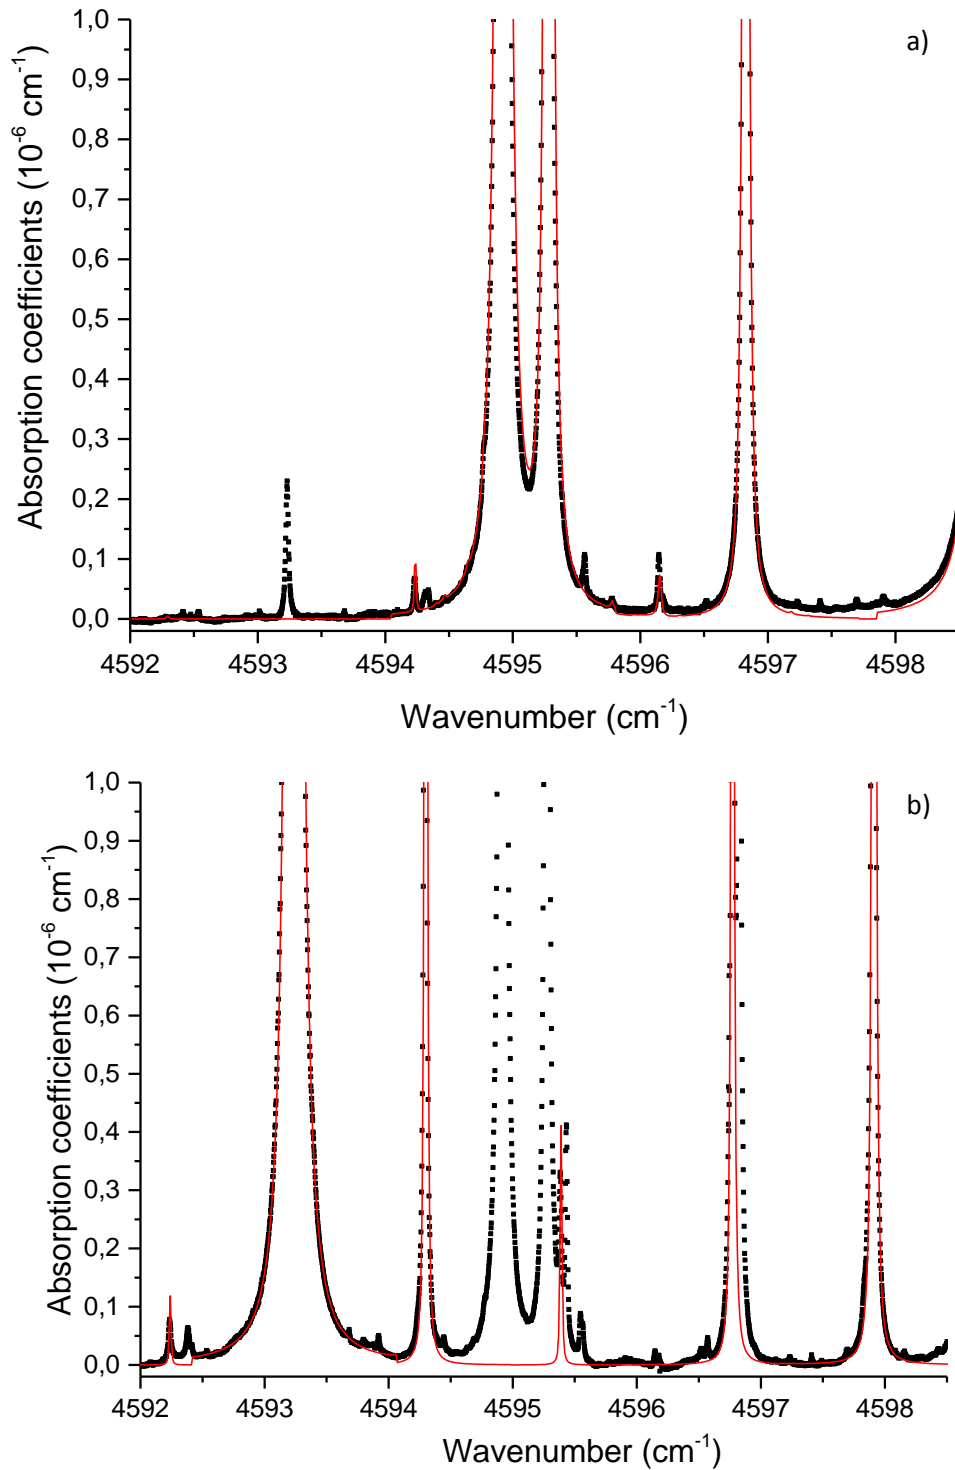 a)
Absorption coefficients (10⁻⁶ cm⁻¹)
1,0
0,9
0,8
0,7
0,6
0,5
0,4
0,3
0,2
0,1
0,0
4592 4593 4594 4595 4596 4597 4598
Wavenumber (cm⁻¹)
b)
Absorption coefficients (10⁻⁶ cm⁻¹)
1,0
0,9
0,8
0,7
0,6
0,5
0,4
0,3
0,2
0,1
0,0
4592 4593 4594 4595 4596 4597 4598
Wavenumber (cm⁻¹)